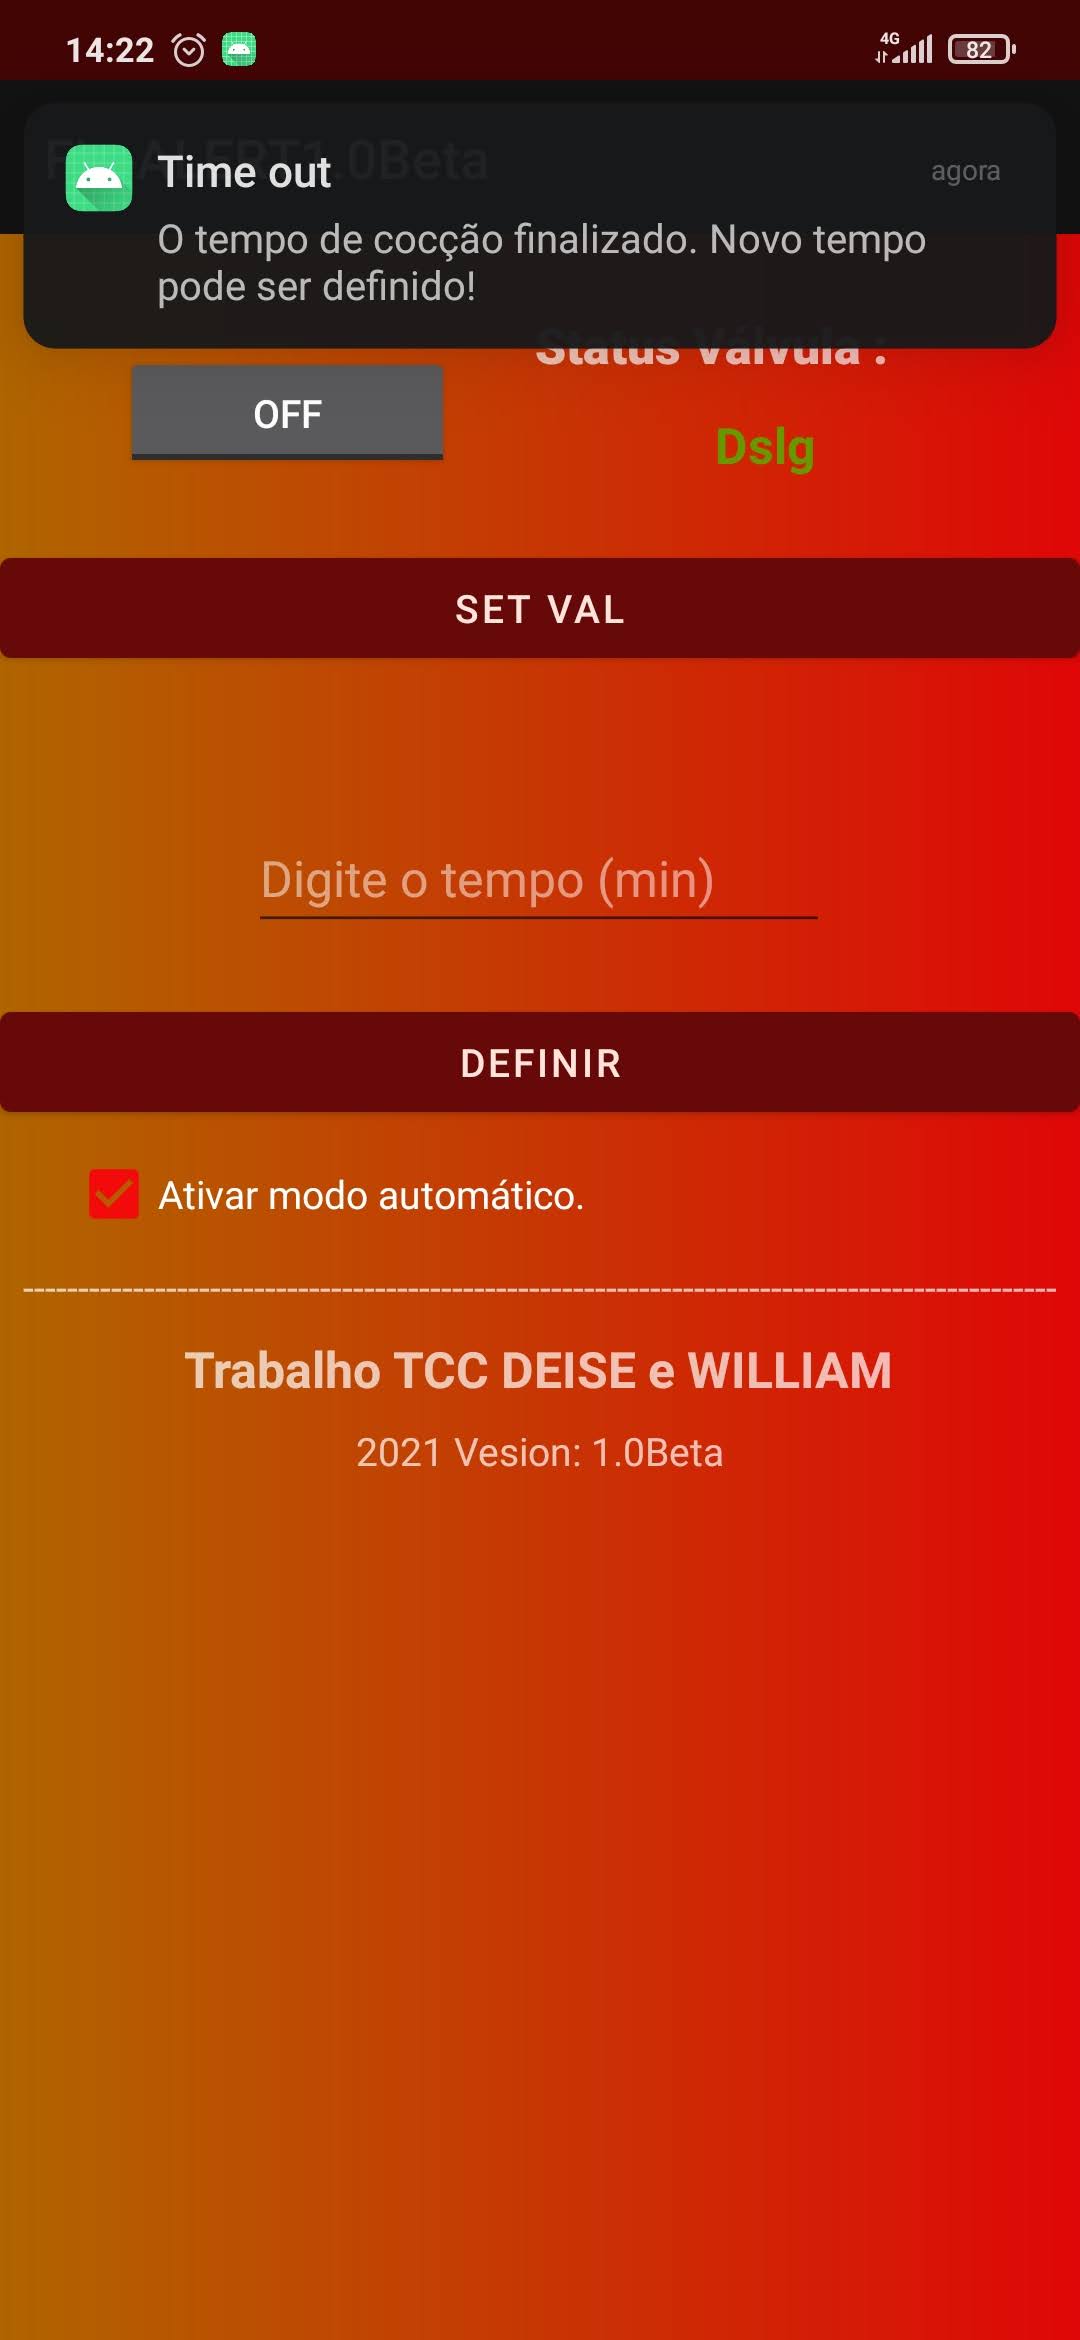 14:22
4G
82
Time out
agora
O tempo de cocção finalizado. Novo tempo
pode ser definido!
Status Válvula :
OFF
Dslg
SET VAL
Digite o tempo (min)
DEFINIR
Ativar modo automático.
Trabalho TCC DEISE e WILLIAM
2021 Vesion: 1.0Beta